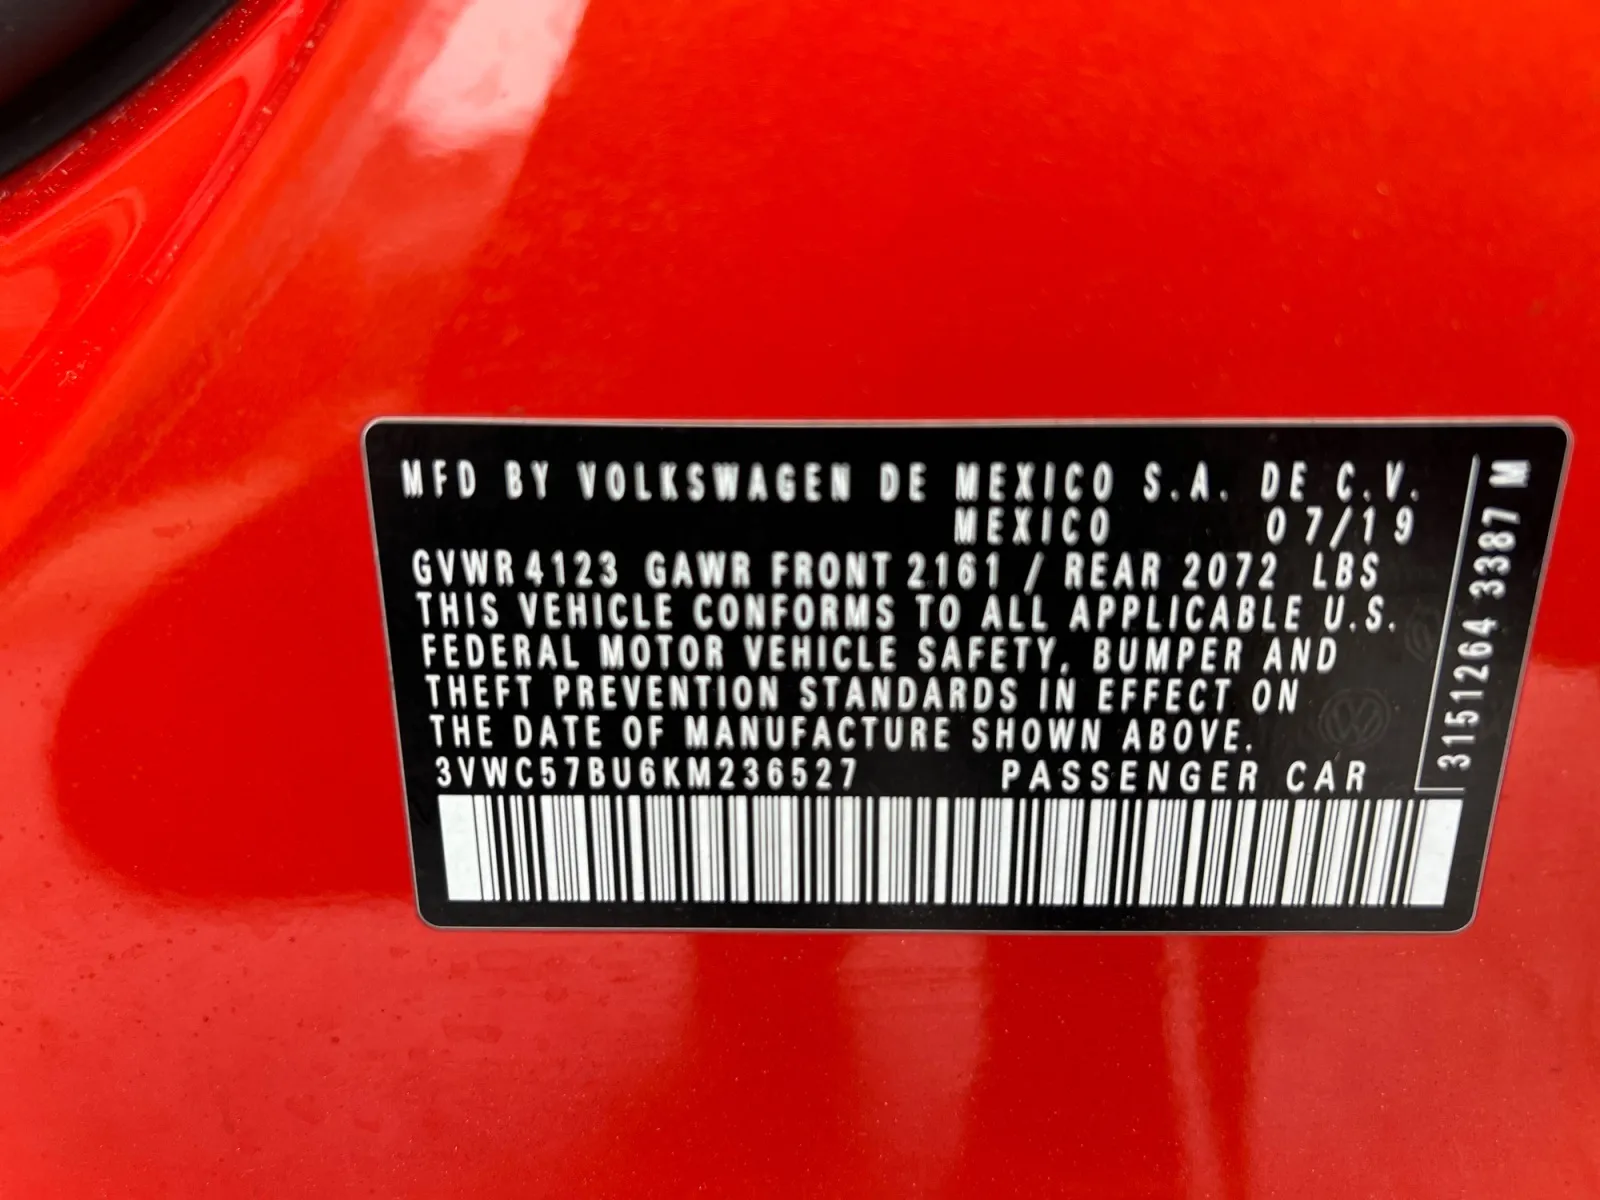 MFD BY VOLKSWAGEN DE MEXICO S.A. DE C.V.
MEXICO 07/19
GVWR 4123 GAWR FRONT 2161 / REAR 2072 LBS
THIS VEHICLE CONFORMS TO ALL APPLICABLE U.S.
FEDERAL MOTOR VEHICLE SAFETY, BUMPER AND
THEFT PREVENTION STANDARDS IN EFFECT ON
THE DATE OF MANUFACTURE SHOWN ABOVE.
3VWC57BU6KM236527 PASSENGER CAR
3151264 3387 M